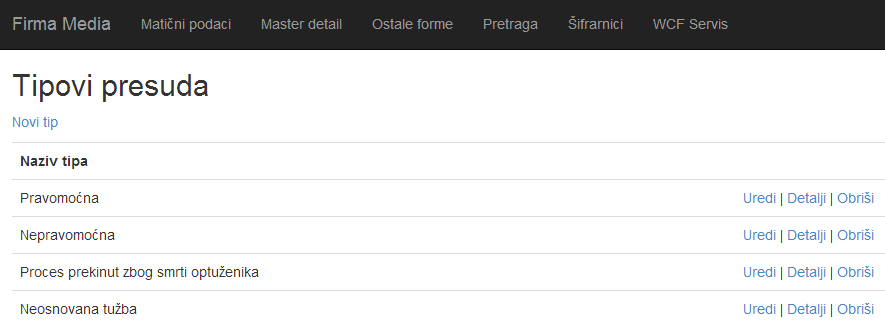 Firma Media Matični podaci Master detail Ostale forme Pretraga Šifrarnici WCF Servis
Tipovi presuda
Novi tip
Naziv tipa
Pravomoćna Uredi | Detalji | Obriši
Nepravomoćna Uredi | Detalji | Obriši
Proces prekinut zbog smrti optuženika Uredi | Detalji | Obriši
Neosnovana tužba Uredi | Detalji | Obriši